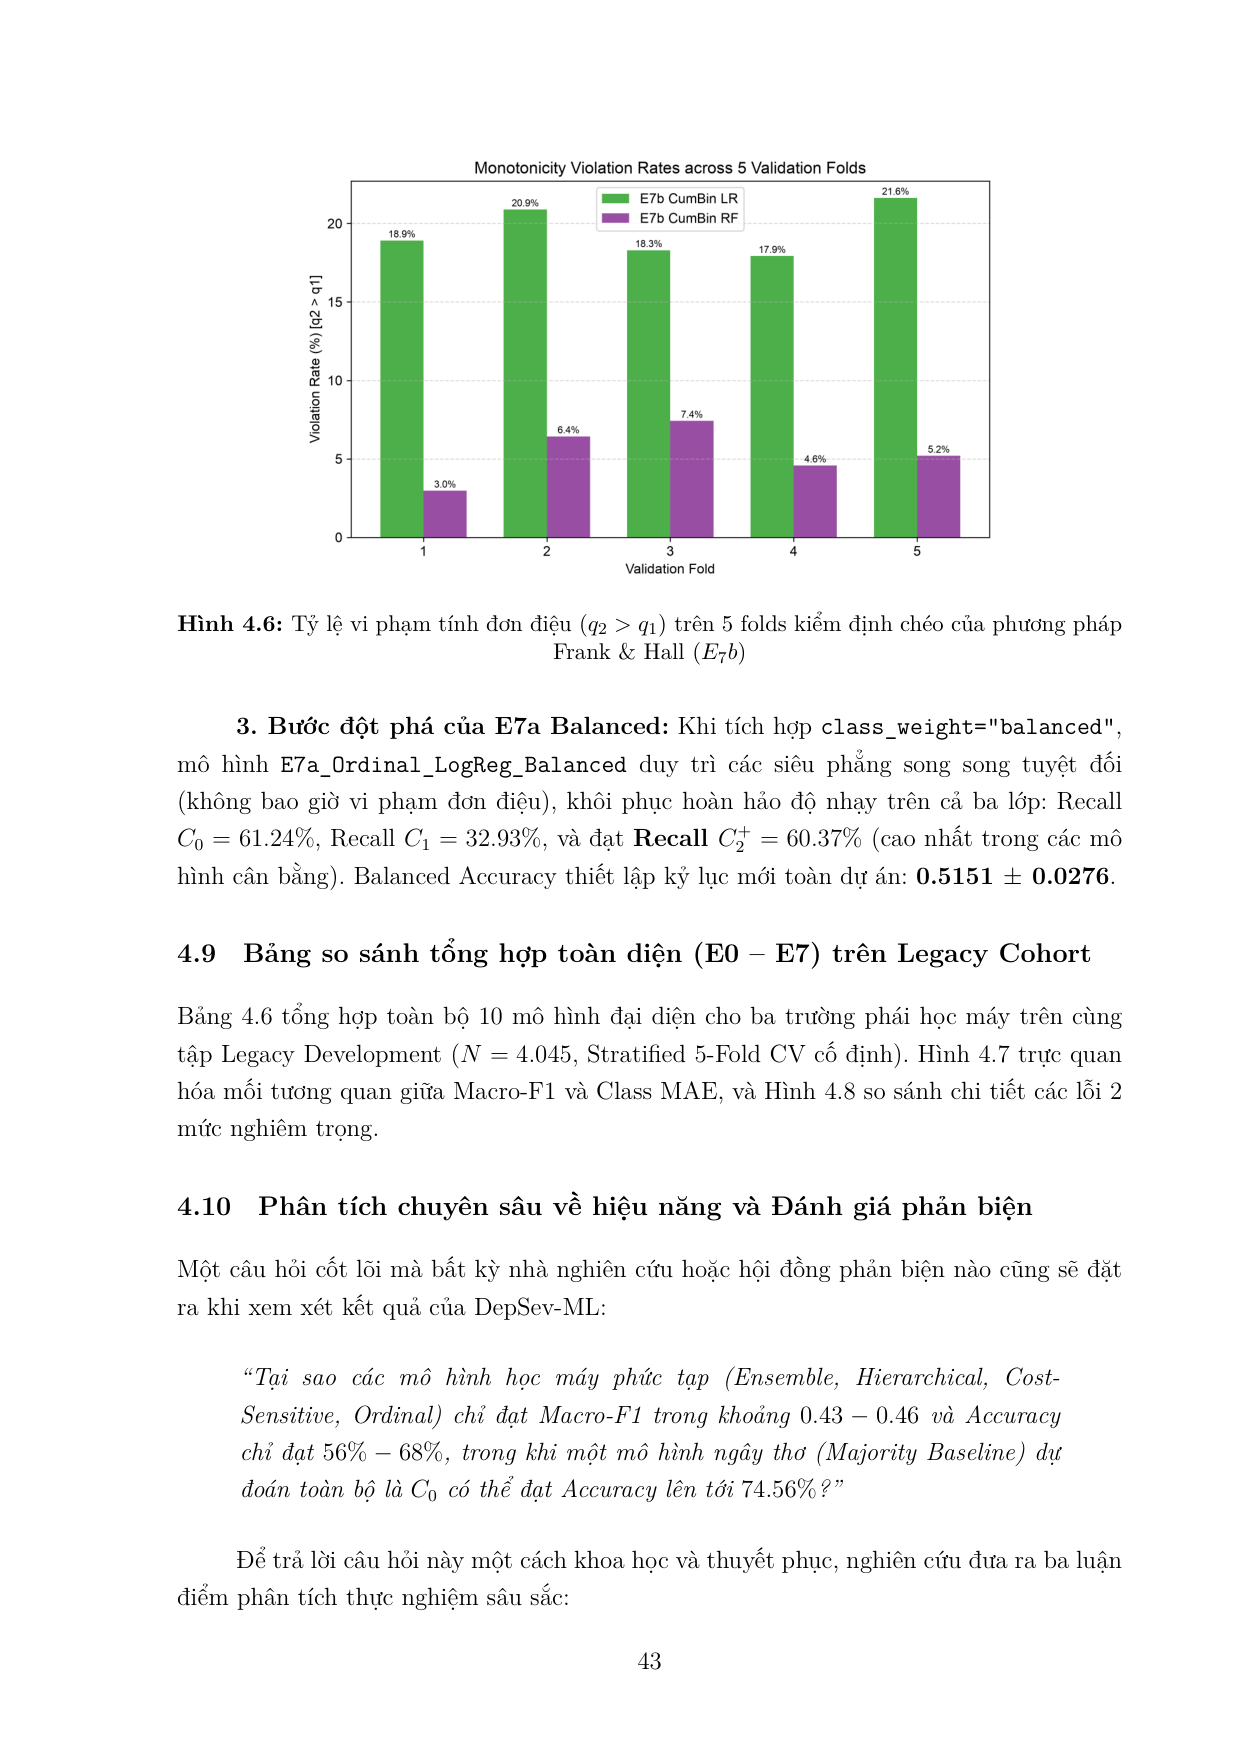 Monotonicity Violation Rates across 5 Validation Folds
E7b CumBin LR
E7b CumBin RF
Violation Rate (%) [q2 > q1]
20
15
10
5
0
18.9%
3.0%
20.9%
6.4%
18.3%
7.4%
17.9%
4.6%
21.6%
5.2%
1 2 3 4 5
Validation Fold
Hình 4.6: Tỷ lệ vi phạm tính đơn điệu (q₂ > q₁) trên 5 folds kiểm định chéo của phương pháp
Frank & Hall (E₇b)
3. Bước đột phá của E7a Balanced: Khi tích hợp class_weight="balanced",
mô hình E7a_Ordinal_LogReg_Balanced duy trì các siêu phẳng song song tuyệt đối
(không bao giờ vi phạm đơn điệu), khôi phục hoàn hảo độ nhạy trên cả ba lớp: Recall
C₀ = 61.24%, Recall C₁ = 32.93%, và đạt Recall C₂⁺ = 60.37% (cao nhất trong các mô
hình cân bằng). Balanced Accuracy thiết lập kỷ lục mới toàn dự án: 0.5151 ± 0.0276.
4.9 Bảng so sánh tổng hợp toàn diện (E0 – E7) trên Legacy Cohort
Bảng 4.6 tổng hợp toàn bộ 10 mô hình đại diện cho ba trường phái học máy trên cùng
tập Legacy Development (N = 4.045, Stratified 5-Fold CV cố định). Hình 4.7 trực quan
hóa mối tương quan giữa Macro-F1 và Class MAE, và Hình 4.8 so sánh chi tiết các lỗi 2
mức nghiêm trọng.
4.10 Phân tích chuyên sâu về hiệu năng và Đánh giá phản biện
Một câu hỏi cốt lõi mà bất kỳ nhà nghiên cứu hoặc hội đồng phản biện nào cũng sẽ đặt
ra khi xem xét kết quả của DepSev-ML:
“Tại sao các mô hình học máy phức tạp (Ensemble, Hierarchical, Cost-
Sensitive, Ordinal) chỉ đạt Macro-F1 trong khoảng 0.43 − 0.46 và Accuracy
chỉ đạt 56% − 68%, trong khi một mô hình ngây thơ (Majority Baseline) dự
đoán toàn bộ là C₀ có thể đạt Accuracy lên tới 74.56%?”
Để trả lời câu hỏi này một cách khoa học và thuyết phục, nghiên cứu đưa ra ba luận
điểm phân tích thực nghiệm sâu sắc:
43